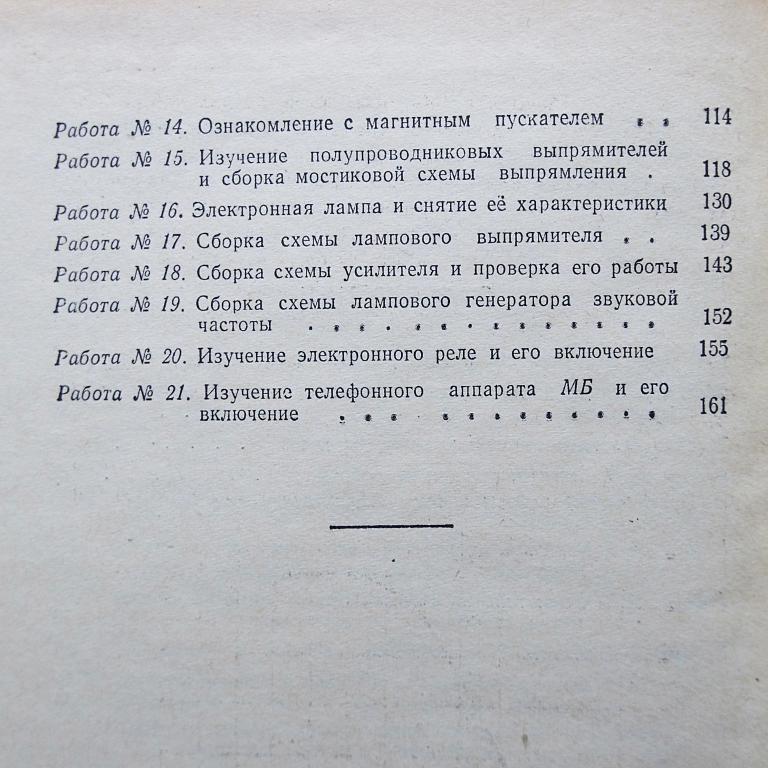 Работа № 14. Ознакомление с магнитным пускателем . . 114
Работа № 15. Изучение полупроводниковых выпрямителей
и сборка мостиковой схемы выпрямления . 118
Работа № 16. Электронная лампа и снятие её характеристики 130
Работа № 17. Сборка схемы лампового выпрямителя . . 139
Работа № 18. Сборка схемы усилителя и проверка его работы 143
Работа № 19. Сборка схемы лампового генератора звуковой
частоты . . . . . . . . . . . . . . 152
Работа № 20. Изучение электронного реле и его включение 155
Работа № 21. Изучение телефонного аппарата МБ и его
включение . . . . . . . . . . . . 161